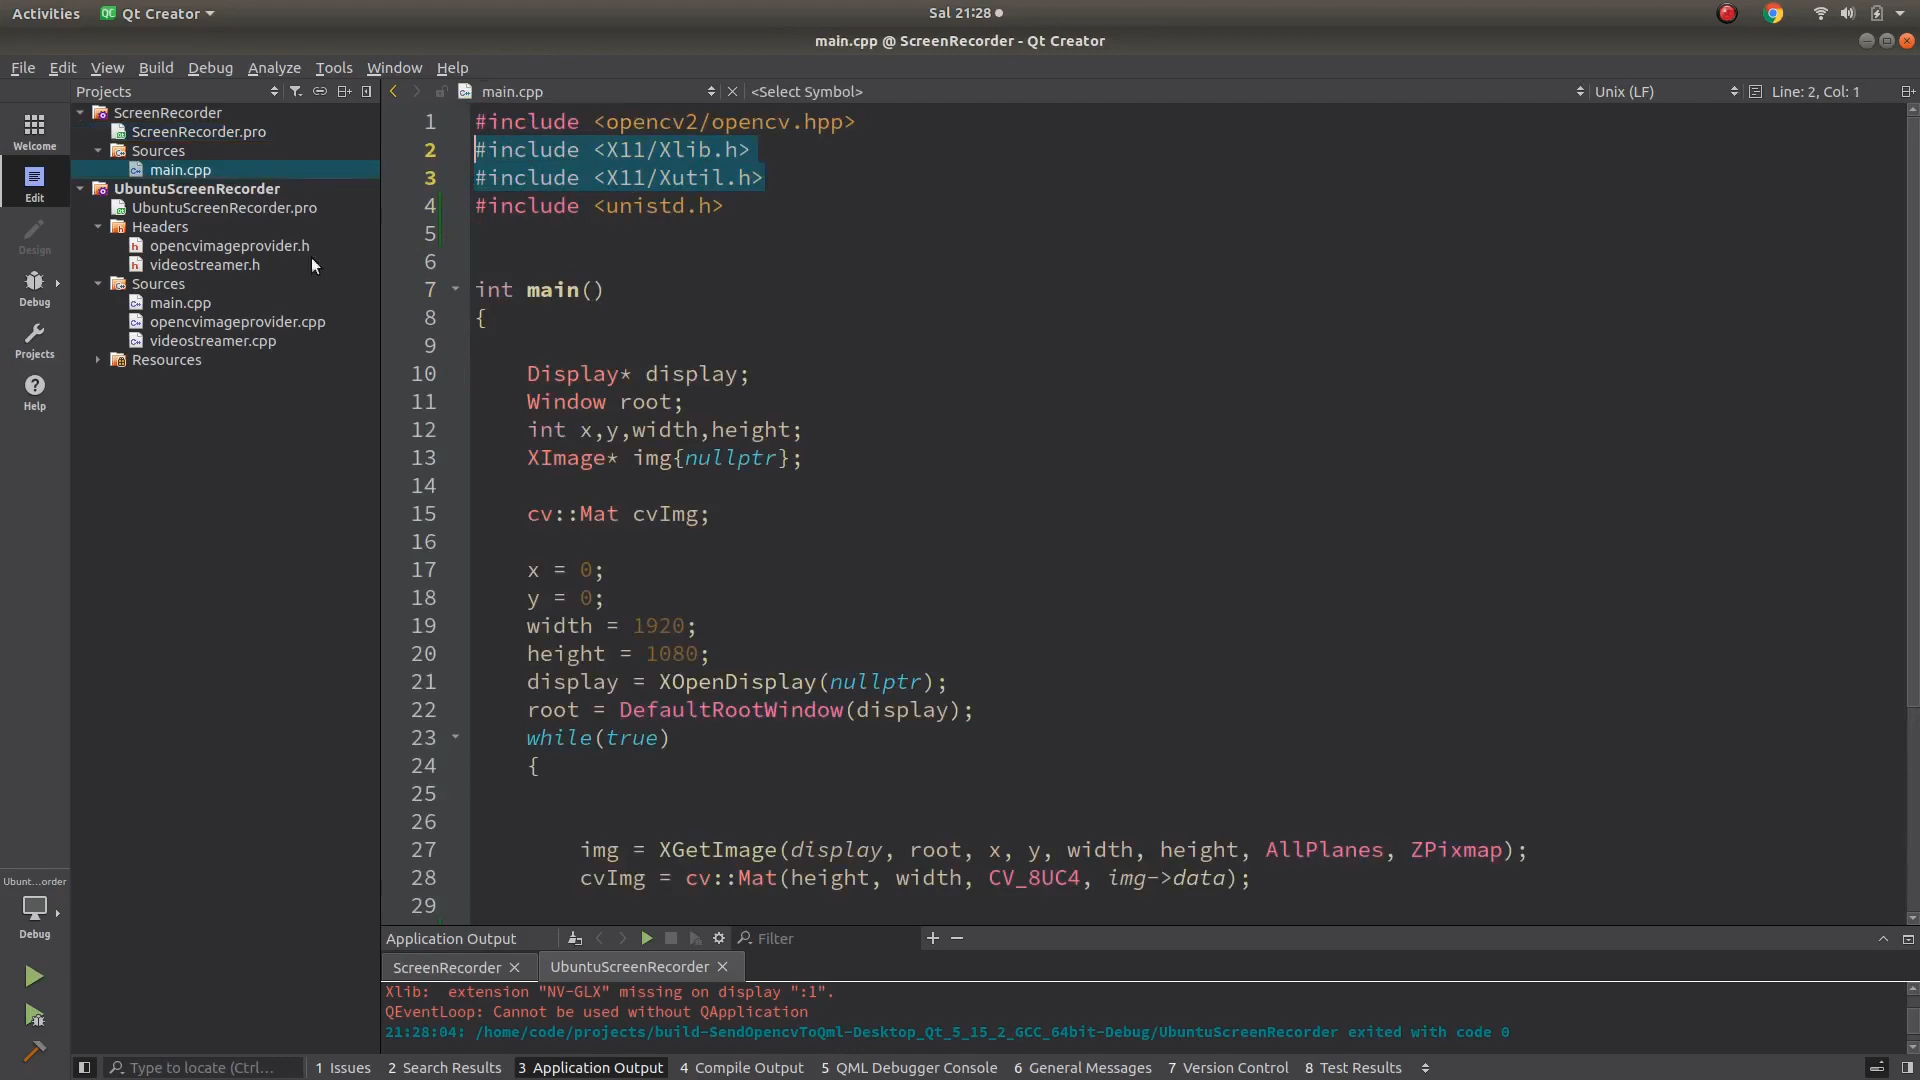 Activities
Qt Creator
Sal 21:28
main.cpp @ ScreenRecorder - Qt Creator
File Edit View Build Debug Analyze Tools Window Help
Projects
main.cpp
<Select Symbol>
Unix (LF)
Line: 2, Col: 1
Welcome
Edit
Design
Debug
Projects
Help
ScreenRecorder
ScreenRecorder.pro
Sources
main.cpp
UbuntuScreenRecorder
UbuntuScreenRecorder.pro
Headers
opencvimageprovider.h
videostreamer.h
Sources
main.cpp
opencvimageprovider.cpp
videostreamer.cpp
Resources
1 #include <opencv2/opencv.hpp>
2 #include <X11/Xlib.h>
3 #include <X11/Xutil.h>
4 #include <unistd.h>
5
6
7 int main()
8 {
9
10 Display* display;
11 Window root;
12 int x,y,width,height;
13 XImage* img{nullptr};
14
15 cv::Mat cvImg;
16
17 x = 0;
18 y = 0;
19 width = 1920;
20 height = 1080;
21 display = XOpenDisplay(nullptr);
22 root = DefaultRootWindow(display);
23 while(true)
24 {
25
26
27 img = XGetImage(display, root, x, y, width, height, AllPlanes, ZPixmap);
28 cvImg = cv::Mat(height, width, CV_8UC4, img->data);
29
Ubunt...order
Debug
Application Output
Filter
ScreenRecorder
UbuntuScreenRecorder
Xlib:  extension "NV-GLX" missing on display ":1".
QEventLoop: Cannot be used without QApplication
21:28:04: /home/code/projects/build-SendOpencvToQml-Desktop_Qt_5_15_2_GCC_64bit-Debug/UbuntuScreenRecorder exited with code 0
Type to locate (Ctrl...
1 Issues
2 Search Results
3 Application Output
4 Compile Output
5 QML Debugger Console
6 General Messages
7 Version Control
8 Test Results